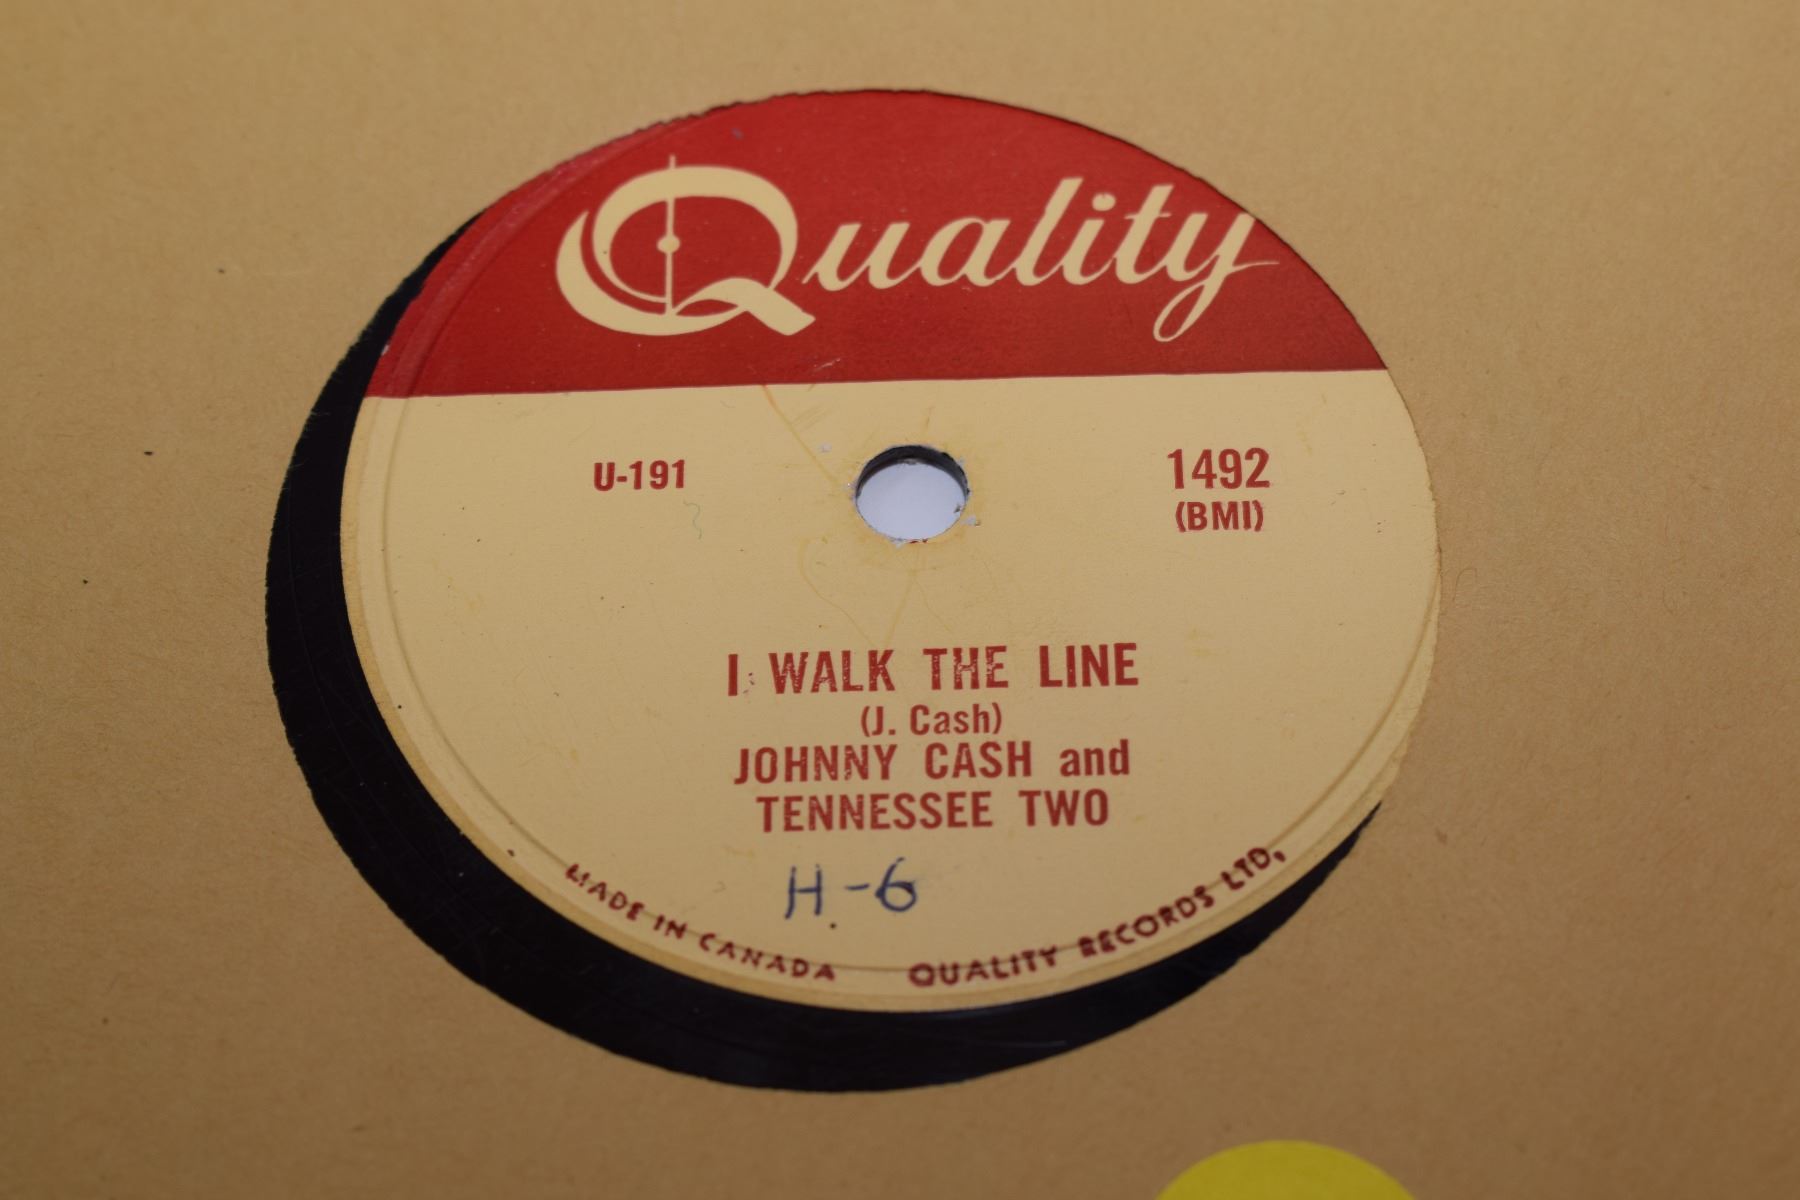 Quality
U-191
1492
(BMI)
I WALK THE LINE
(J. Cash)
JOHNNY CASH and
TENNESSEE TWO
H-6
MADE IN CANADA QUALITY RECORDS LTD,